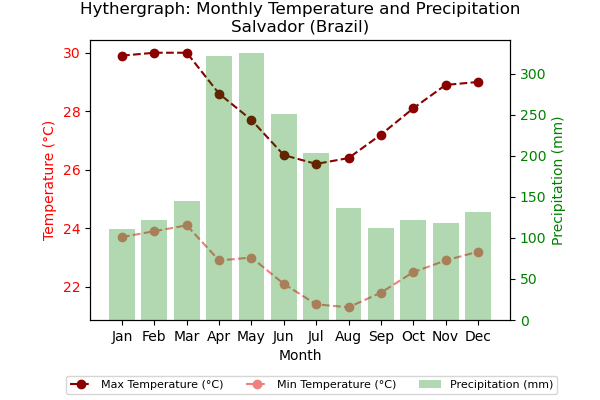 Hythergraph: Monthly Temperature and Precipitation
Salvador (Brazil)
Temperature (°C)
30
28
26
24
22
Precipitation (mm)
300
250
200
150
100
50
0
Jan Feb Mar Apr May Jun Jul Aug Sep Oct Nov Dec
Month
Max Temperature (°C) Min Temperature (°C) Precipitation (mm)